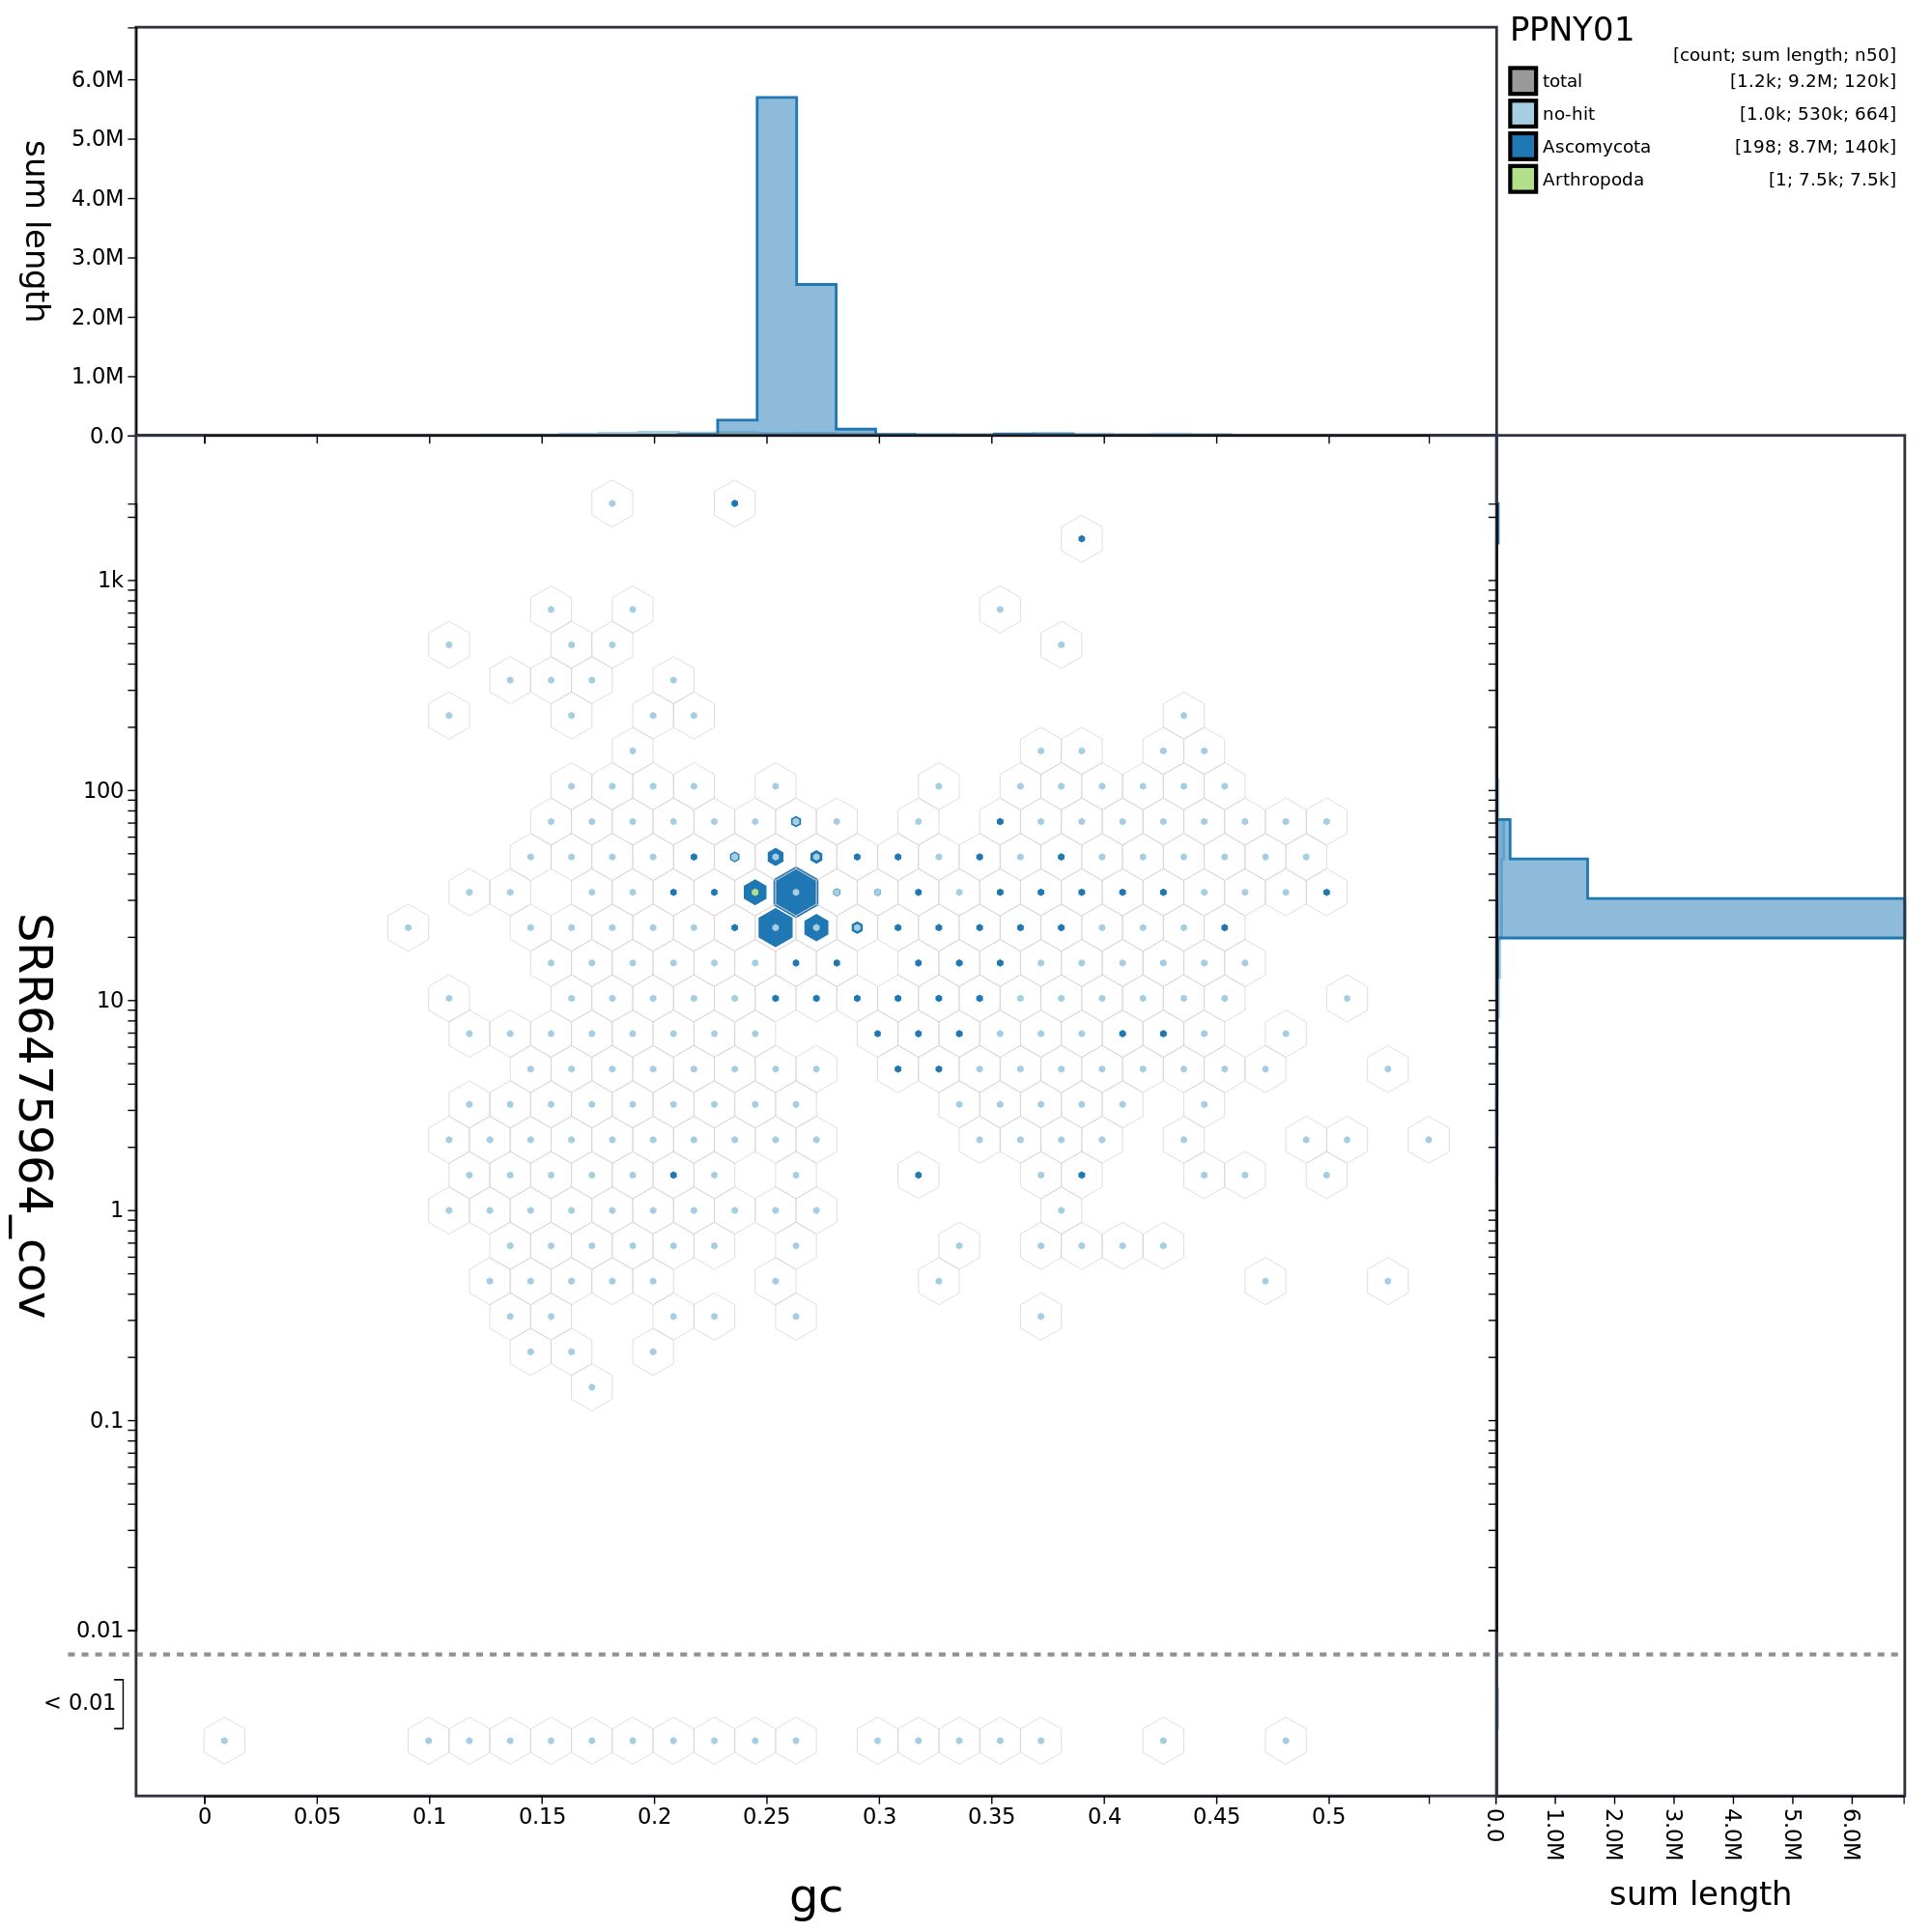 PPNY01
[count; sum length; n50]
total [1.2k; 9.2M; 120k]
no-hit [1.0k; 530k; 664]
Ascomycota [198; 8.7M; 140k]
Arthropoda [1; 7.5k; 7.5k]
sum length
6.0M
5.0M
4.0M
3.0M
2.0M
1.0M
0.0
SRR6475964_cov
1k
100
10
1
0.1
0.01
< 0.01
0 0.05 0.1 0.15 0.2 0.25 0.3 0.35 0.4 0.45 0.5
gc
0.0 1.0M 2.0M 3.0M 4.0M 5.0M 6.0M
sum length